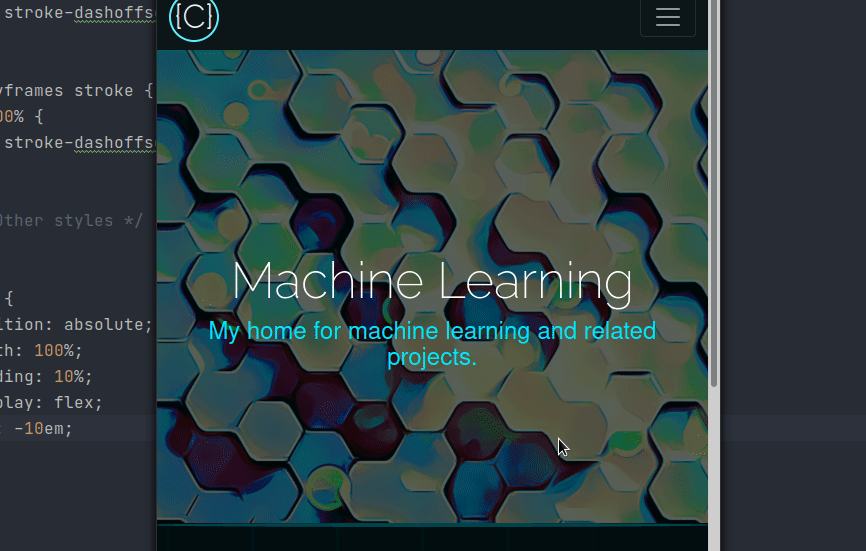 stroke-dashoffs
{C}
frames stroke {
00% {
stroke-dashoffs
Other styles */
{
ition: absolute;
th: 100%;
ding: 10%;
play: flex;
: -10em;
Machine Learning
My home for machine learning and related
projects.